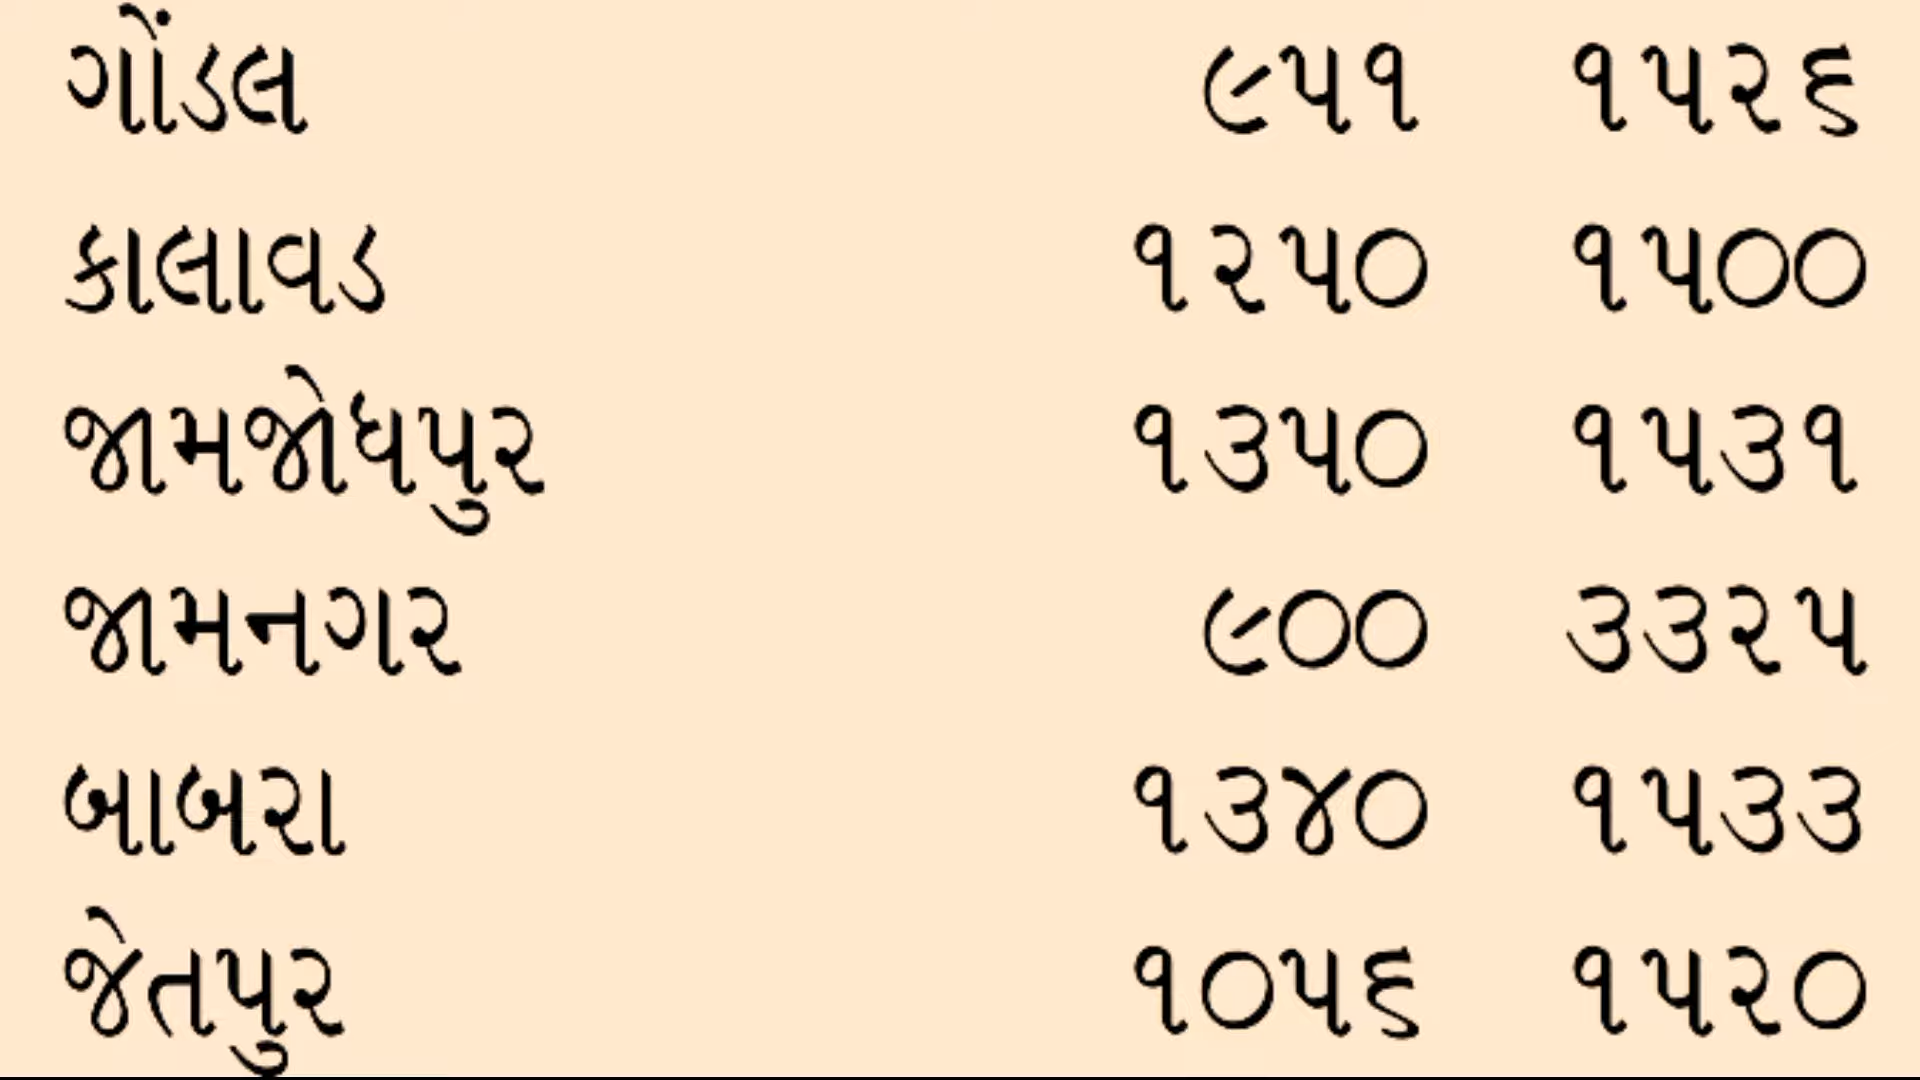 ગોંડલ ૯૫૧ ૧૫૨૬
કાલાવડ ૧૨૫૦ ૧૫૦૦
જામજોધપુર ૧૩૫૦ ૧૫૩૧
જામનગર ૯૦૦ ૩૩૨૫
બાબરા ૧૩૪૦ ૧૫૩૩
જેતપુર ૧૦૫૬ ૧૫૨૦